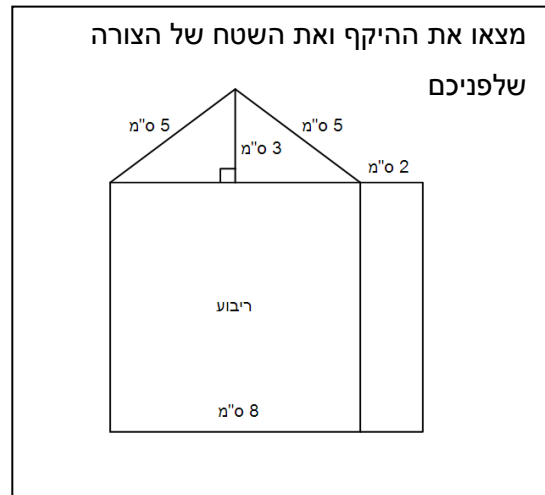 מצאו את ההיקף ואת השטח של הצורה
שלפניכם
5 ס"מ
5 ס"מ
3 ס"מ
2 ס"מ
ריבוע
8 ס"מ